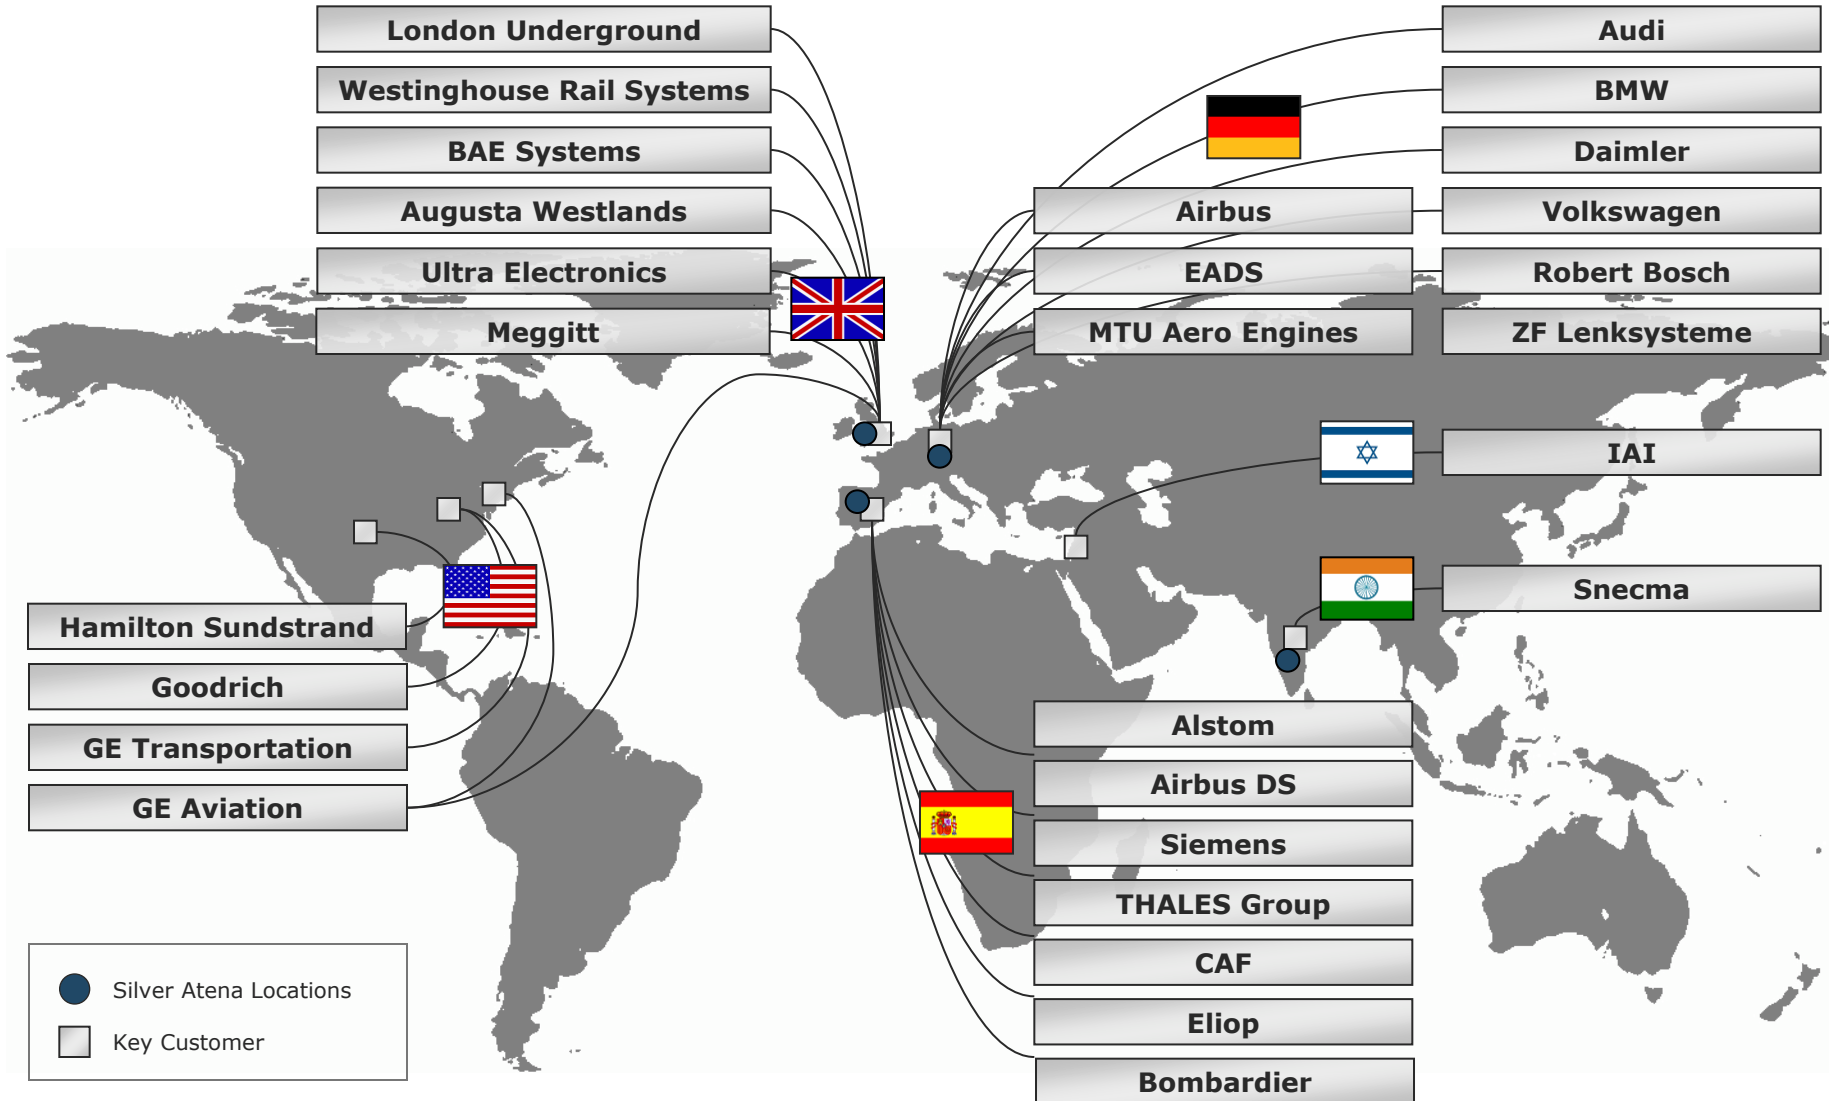 London Underground
Westinghouse Rail Systems
BAE Systems
Augusta Westlands
Ultra Electronics
Meggitt
Audi
BMW
Daimler
Airbus
Volkswagen
EADS
Robert Bosch
MTU Aero Engines
ZF Lenksysteme
IAI
Snecma
Hamilton Sundstrand
Goodrich
GE Transportation
GE Aviation
Alstom
Airbus DS
Siemens
THALES Group
CAF
Eliop
Bombardier
Silver Atena Locations
Key Customer